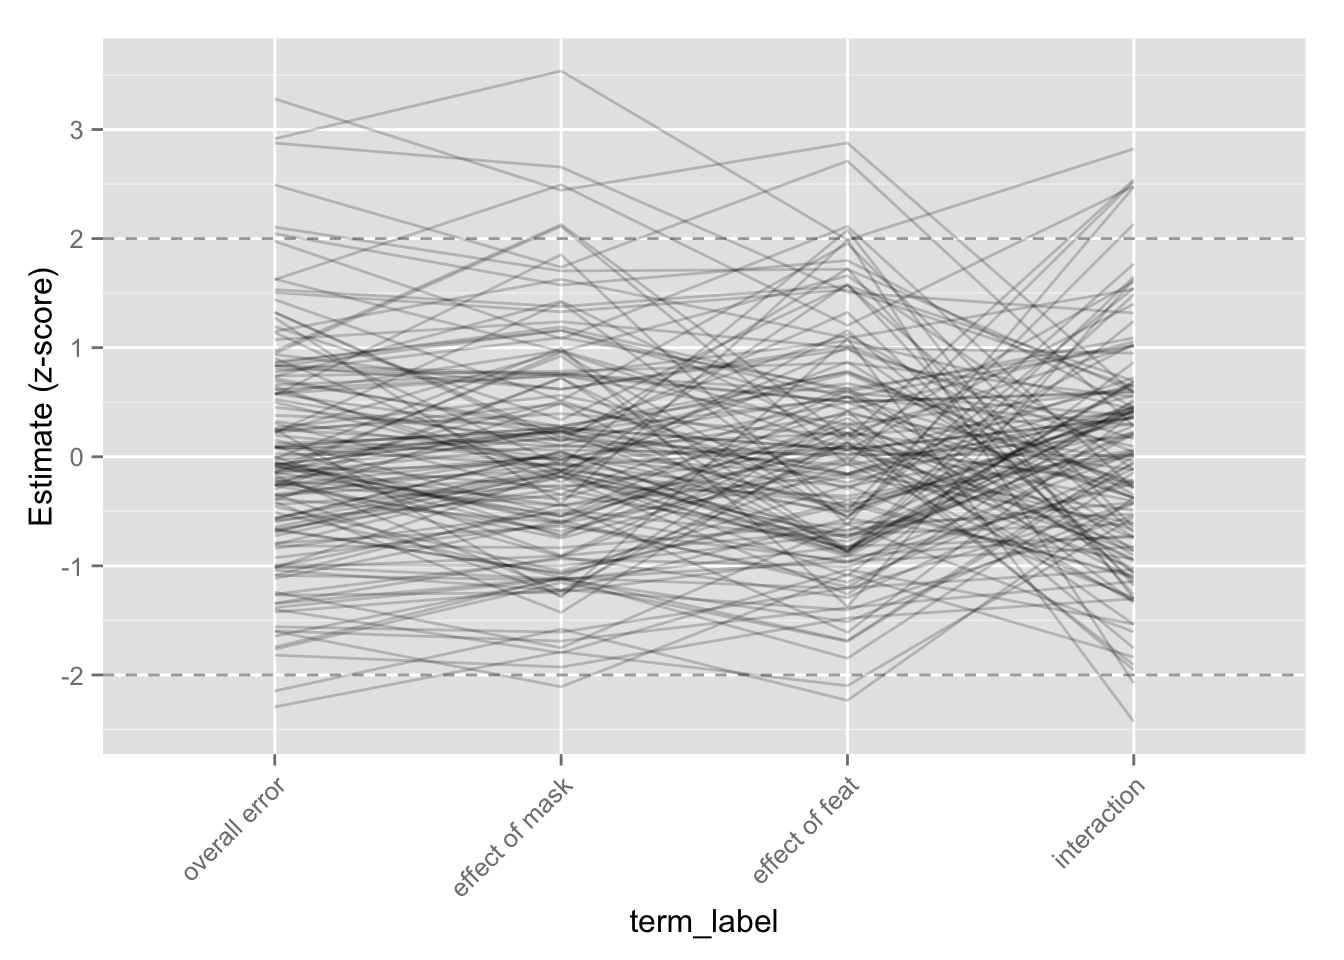 3
2
1
0
-1
-2
Estimate (z-score)
overall error
effect of mask
effect of feat
interaction
term_label